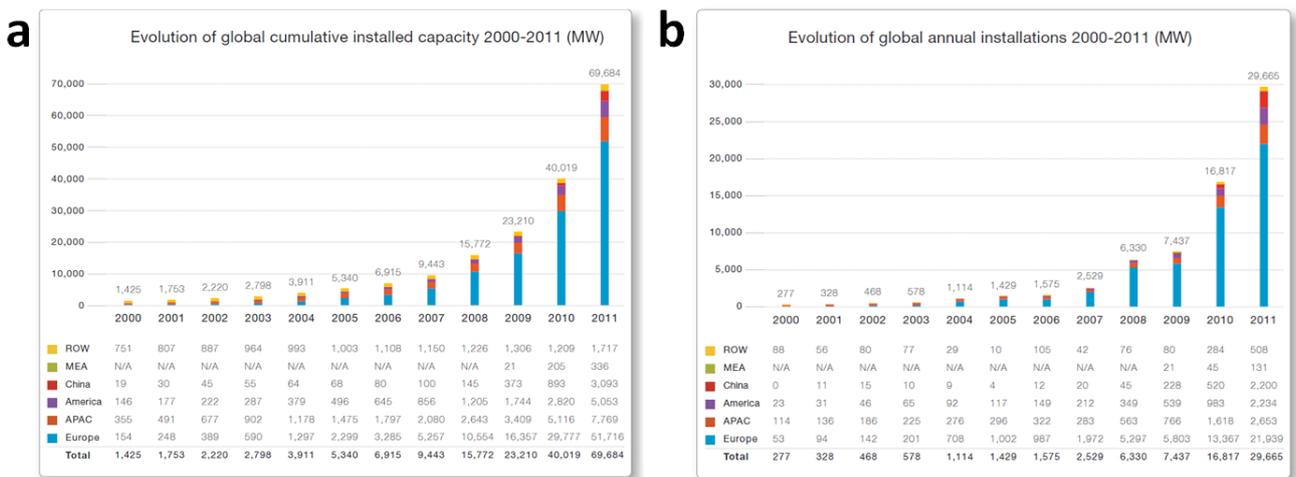 a
Evolution of global cumulative installed capacity 2000-2011 (MW)
69,684
70,000
60,000
50,000
40,019
40,000
30,000
23,210
20,000
15,772
9,443
10,000
6,915
5,340
3,911
2,798
2,220
1,753
1,425
0
2000 2001 2002 2003 2004 2005 2006 2007 2008 2009 2010 2011
ROW 751 807 887 964 993 1,003 1,108 1,150 1,226 1,306 1,209 1,717
MEA N/A N/A N/A N/A N/A N/A N/A N/A N/A 21 205 336
China 19 30 45 55 64 68 80 100 145 373 893 3,093
America 146 177 222 287 379 496 645 856 1,205 1,744 2,820 5,053
APAC 355 491 677 902 1,178 1,475 1,797 2,080 2,643 3,409 5,116 7,769
Europe 154 248 389 590 1,297 2,299 3,285 5,257 10,554 16,357 29,777 51,716
Total 1,425 1,753 2,220 2,798 3,911 5,340 6,915 9,443 15,772 23,210 40,019 69,684
b
Evolution of global annual installations 2000-2011 (MW)
29,665
30,000
25,000
20,000
16,817
15,000
10,000
7,437
6,330
5,000
2,529
1,575
1,429
1,114
578
468
328
277
0
2000 2001 2002 2003 2004 2005 2006 2007 2008 2009 2010 2011
ROW 88 56 80 77 29 10 105 42 76 80 284 508
MEA N/A N/A N/A N/A N/A N/A N/A N/A N/A 21 45 131
China 0 11 15 10 9 4 12 20 45 228 520 2,200
America 23 31 46 65 92 117 149 212 349 539 983 2,234
APAC 114 136 186 225 276 296 322 283 563 766 1,618 2,653
Europe 53 94 142 201 708 1,002 987 1,972 5,297 5,803 13,367 21,939
Total 277 328 468 578 1,114 1,429 1,575 2,529 6,330 7,437 16,817 29,665